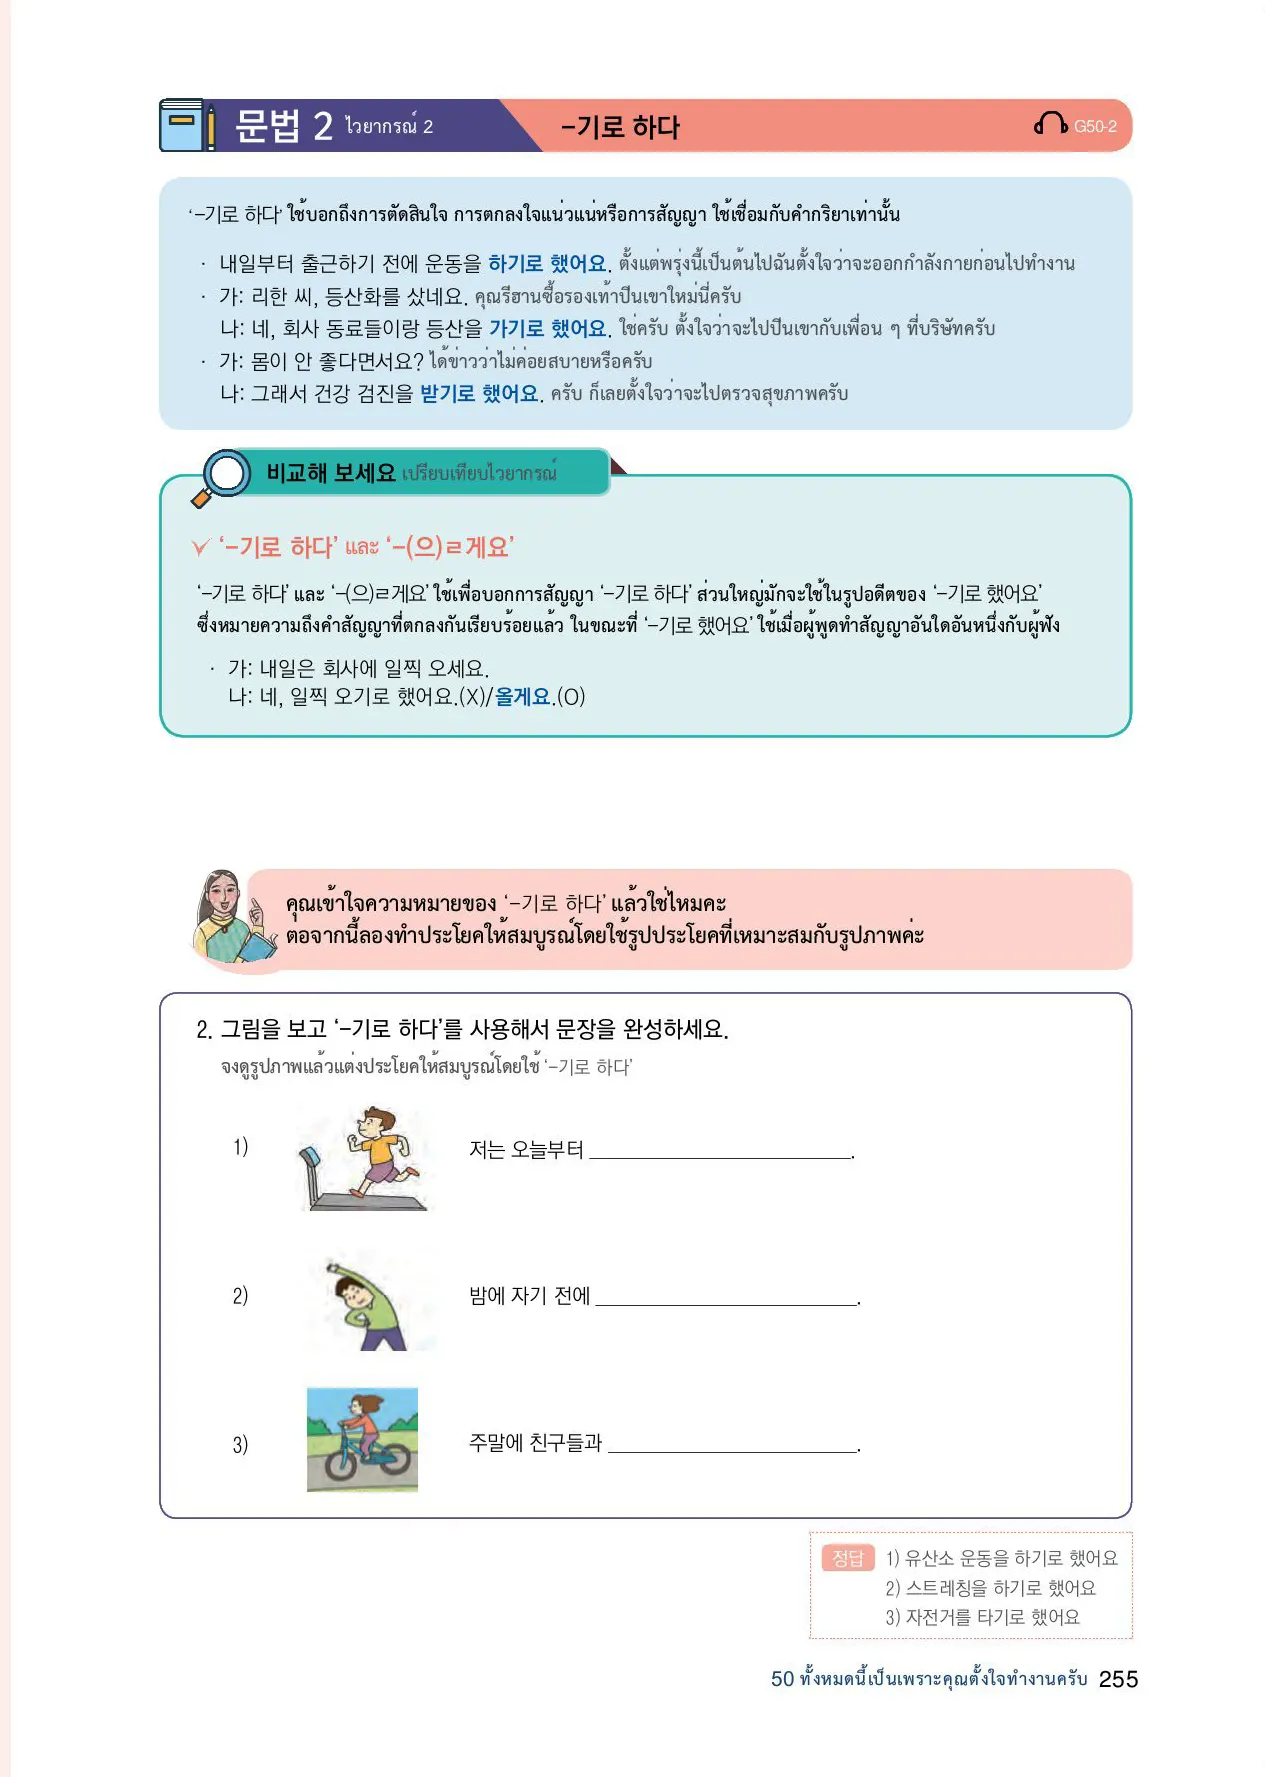 문법 2 ไวยากรณ์ 2 -기로 하다 G50-2
‘-기로 하다’ ใช้บอกถึงการตัดสินใจ การตกลงใจแน่วแน่หรือการสัญญา ใช้เชื่อมกับคำกริยาเท่านั้น
· 내일부터 출근하기 전에 운동을 하기로 했어요. ตั้งแต่พรุ่งนี้เป็นต้นไปฉันตั้งใจว่าจะออกกำลังกายก่อนไปทำงาน
· 가: 리한 씨, 등산화를 샀네요. คุณรีฮานซื้อรองเท้าปีนเขาใหม่นี่ครับ
나: 네, 회사 동료들이랑 등산을 가기로 했어요. ใช่ครับ ตั้งใจว่าจะไปปีนเขากับเพื่อน ๆ ที่บริษัทครับ
· 가: 몸이 안 좋다면서요? ได้ข่าวว่าไม่ค่อยสบายหรือครับ
나: 그래서 건강 검진을 받기로 했어요. ครับ ก็เลยตั้งใจว่าจะไปตรวจสุขภาพครับ
비교해 보세요 เปรียบเทียบไวยากรณ์
‘-기로 하다’ และ ‘-(으)ㄹ게요’
‘-기로 하다’ และ ‘-(으)ㄹ게요’ ใช้เพื่อบอกการสัญญา ‘-기로 하다’ ส่วนใหญ่มักจะใช้ในรูปอดีตของ ‘-기로 했어요’
ซึ่งหมายความถึงคำสัญญาที่ตกลงกันเรียบร้อยแล้ว ในขณะที่ ‘-기로 했어요’ ใช้เมื่อผู้พูดทำสัญญาอันใดอันหนึ่งกับผู้ฟัง
· 가: 내일은 회사에 일찍 오세요.
나: 네, 일찍 오기로 했어요.(X)/올게요.(O)
คุณเข้าใจความหมายของ ‘-기로 하다’ แล้วใช่ไหมคะ
ตอจากนี้ลองทำประโยคให้สมบูรณ์โดยใช้รูปประโยคที่เหมาะสมกับรูปภาพค่ะ
2. 그림을 보고 ‘-기로 하다’를 사용해서 문장을 완성하세요.
จงดูรูปภาพแล้วแต่งประโยคให้สมบูรณ์โดยใช้ ‘-기로 하다’
1) 저는 오늘부터 ______________________.
2) 밤에 자기 전에 ______________________.
3) 주말에 친구들과 ______________________.
정답 1) 유산소 운동을 하기로 했어요
2) 스트레칭을 하기로 했어요
3) 자전거를 타기로 했어요
50 ทั้งหมดนี้เป็นเพราะคุณตั้งใจทำงานครับ 255